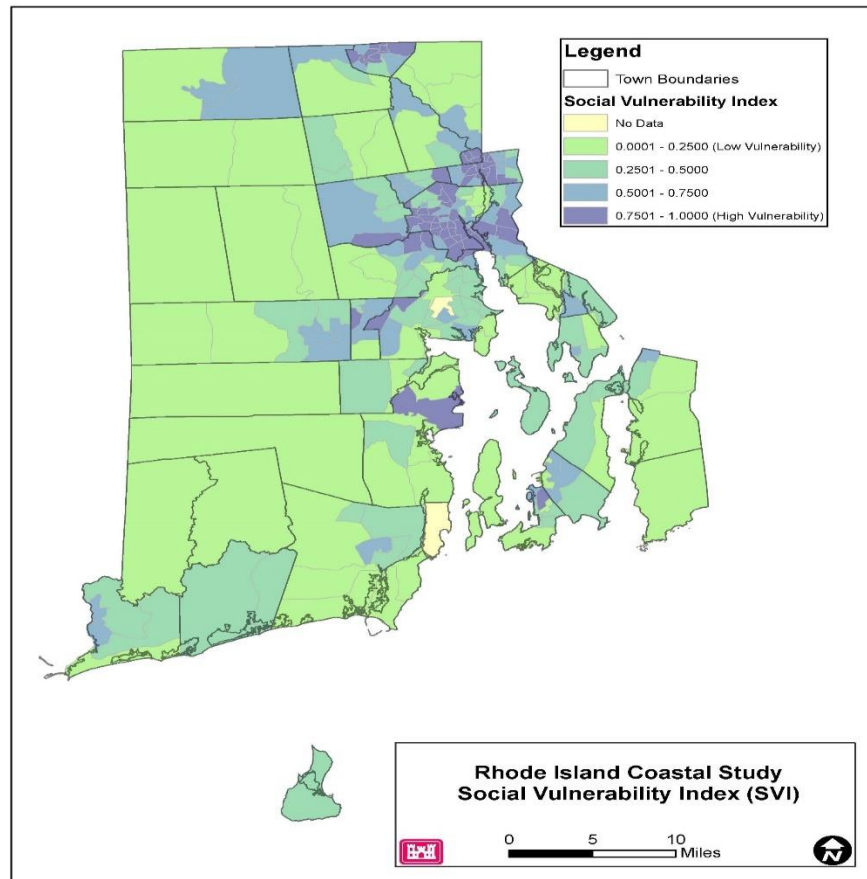 Legend
Town Boundaries
Social Vulnerability Index
No Data
0.0001 - 0.2500 (Low Vulnerability)
0.2501 - 0.5000
0.5001 - 0.7500
0.7501 - 1.0000 (High Vulnerability)
Rhode Island Coastal Study
Social Vulnerability Index (SVI)
0 5 10
Miles
N